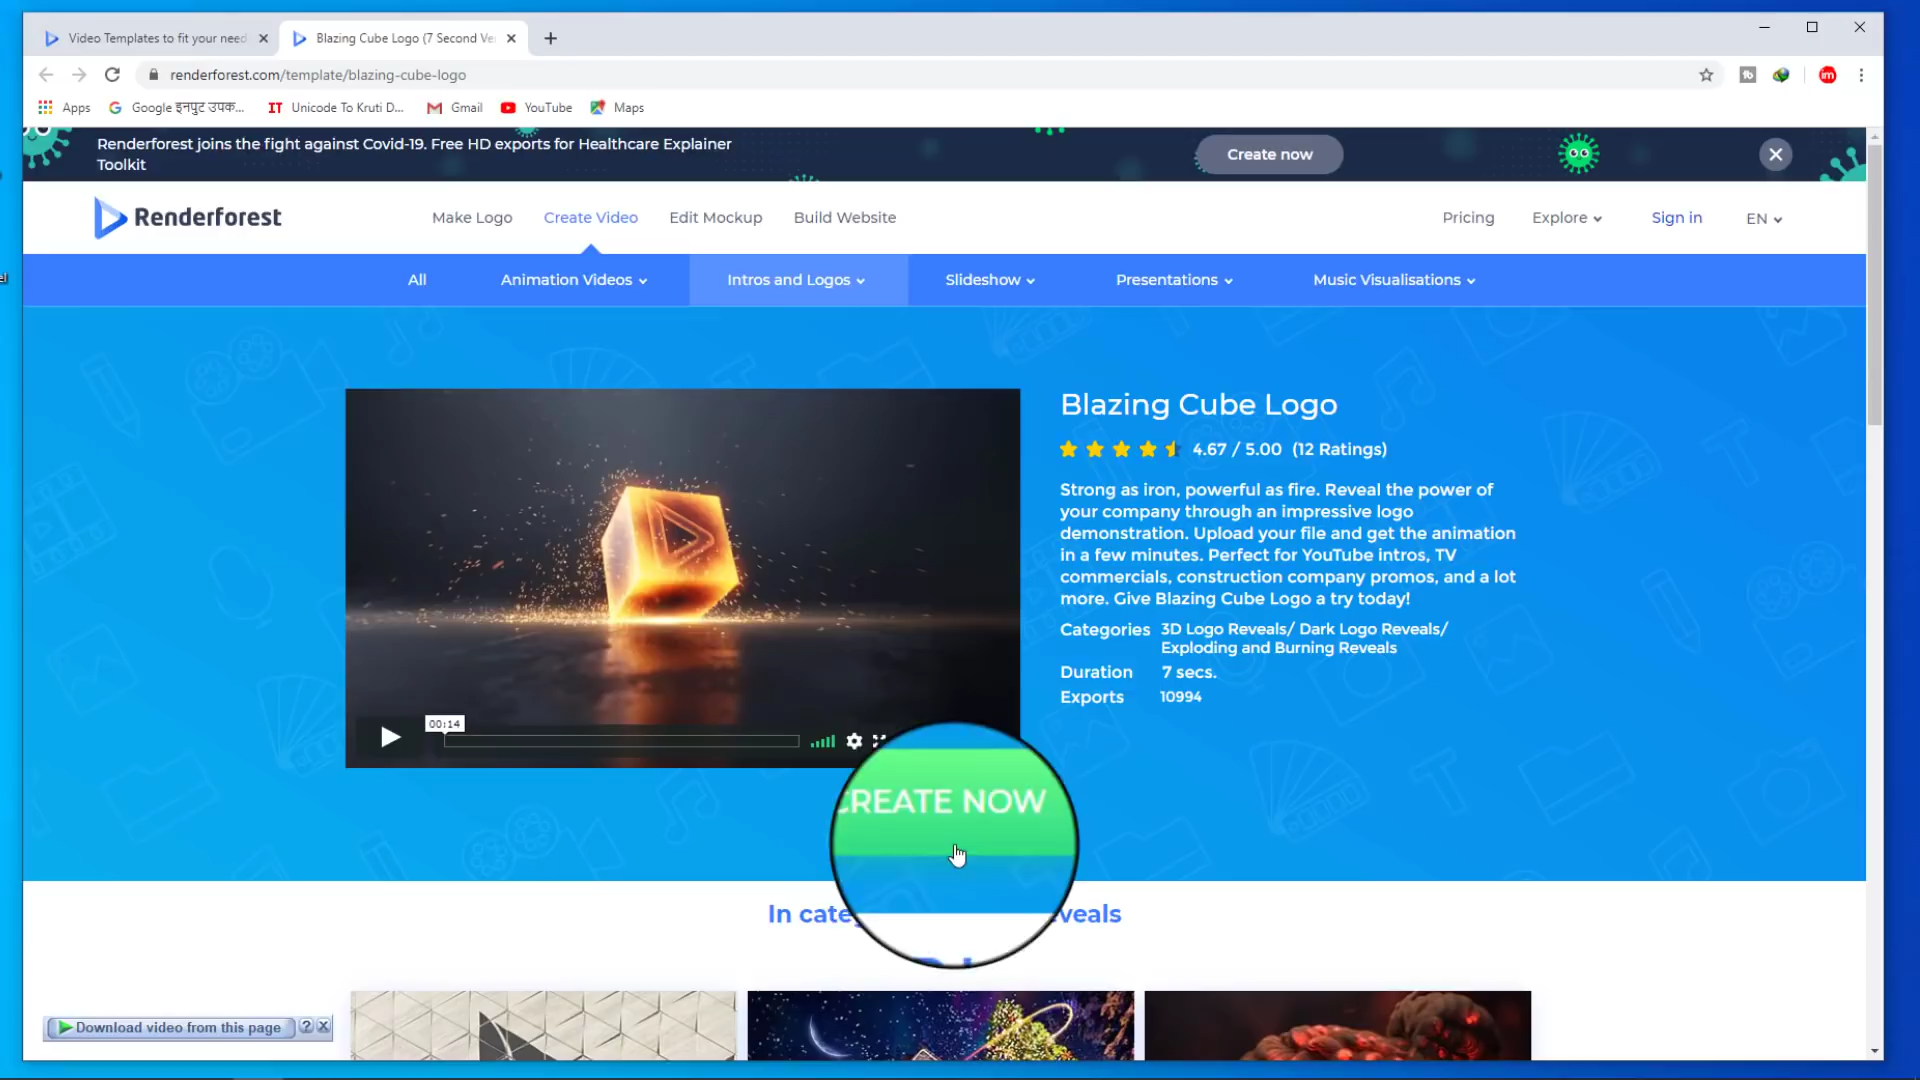 Video Templates to fit your need
Blazing Cube Logo (7 Second Ve
renderforest.com/template/blazing-cube-logo
Apps
Google इनपुट उपक...
IT Unicode To Kruti D...
Gmail
YouTube
Maps
Renderforest joins the fight against Covid-19. Free HD exports for Healthcare Explainer
Toolkit
Create now
Renderforest
Make Logo
Create Video
Edit Mockup
Build Website
Pricing
Explore
Sign in
EN
All
Animation Videos
Intros and Logos
Slideshow
Presentations
Music Visualisations
Blazing Cube Logo
4.67 / 5.00 (12 Ratings)
Strong as iron, powerful as fire. Reveal the power of
your company through an impressive logo
demonstration. Upload your file and get the animation
in a few minutes. Perfect for YouTube intros, TV
commercials, construction company promos, and a lot
more. Give Blazing Cube Logo a try today!
Categories 3D Logo Reveals/ Dark Logo Reveals/
Exploding and Burning Reveals
Duration 7 secs.
Exports 10994
00:14
CREATE NOW
In cate
veals
Download video from this page